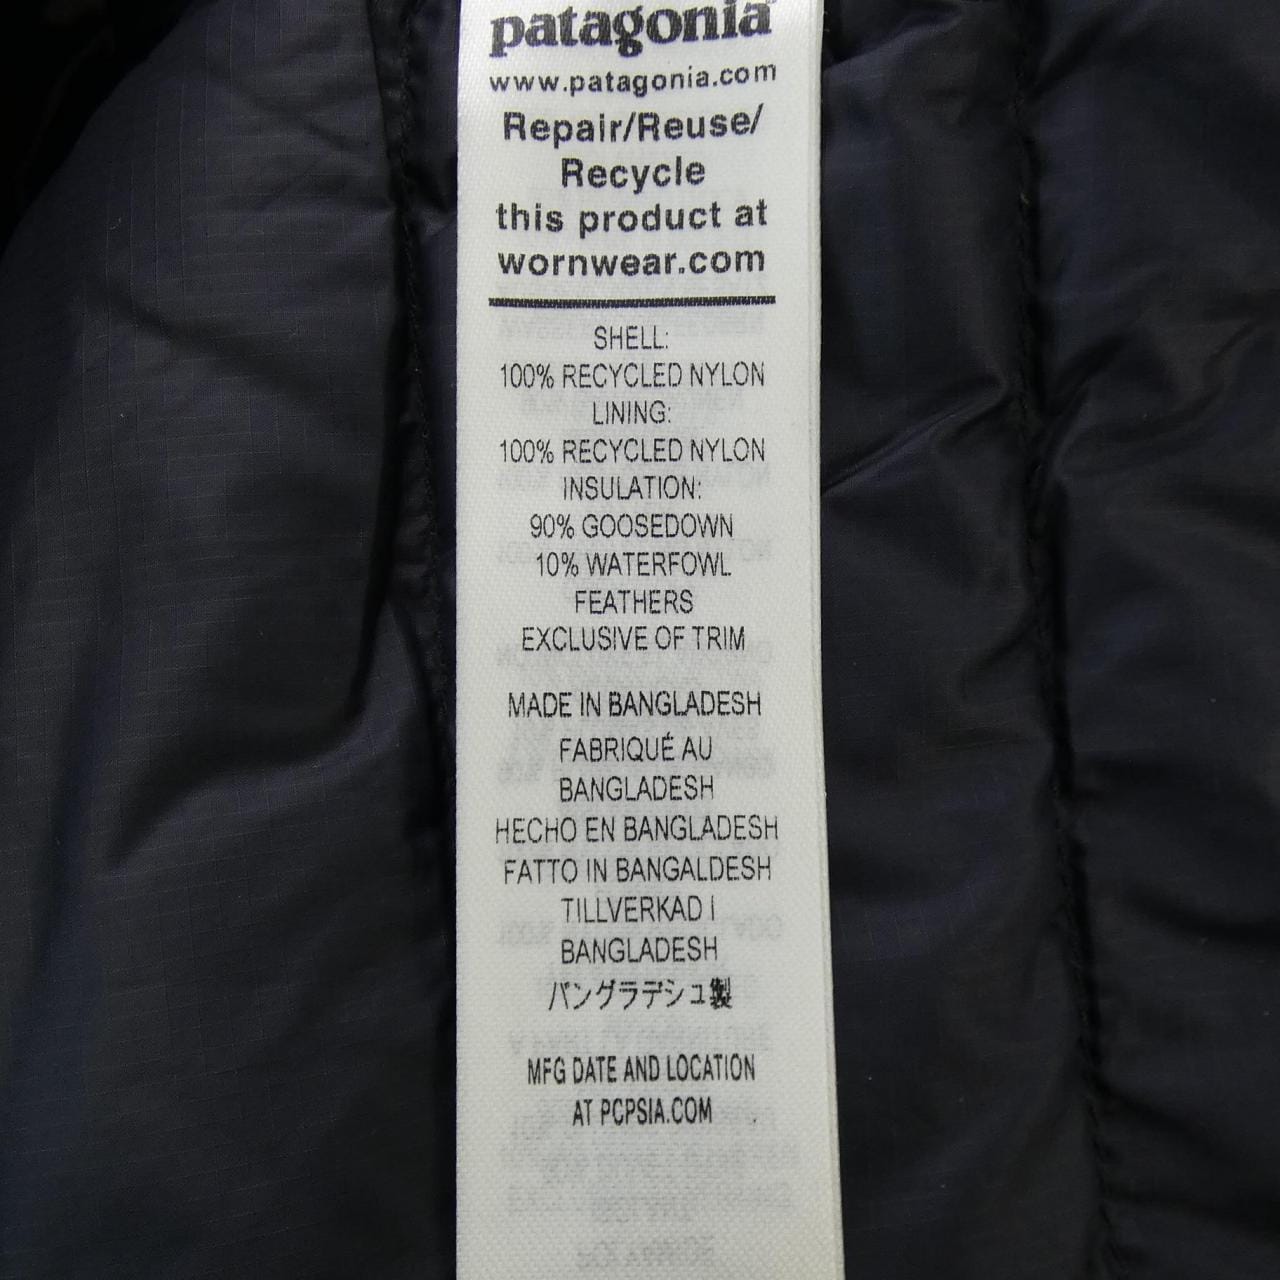 patagonia
www.patagonia.com
Repair/Reuse/
Recycle
this product at
wornwear.com
SHELL:
100% RECYCLED NYLON
LINING:
100% RECYCLED NYLON
INSULATION:
90% GOOSEDOWN
10% WATERFOWL
FEATHERS
EXCLUSIVE OF TRIM
MADE IN BANGLADESH
FABRIQUÉ AU
BANGLADESH
HECHO EN BANGLADESH
FATTO IN BANGALDESH
TILLVERKAD I
BANGLADESH
バングラデシュ製
MFG DATE AND LOCATION
AT PCPSIA.COM